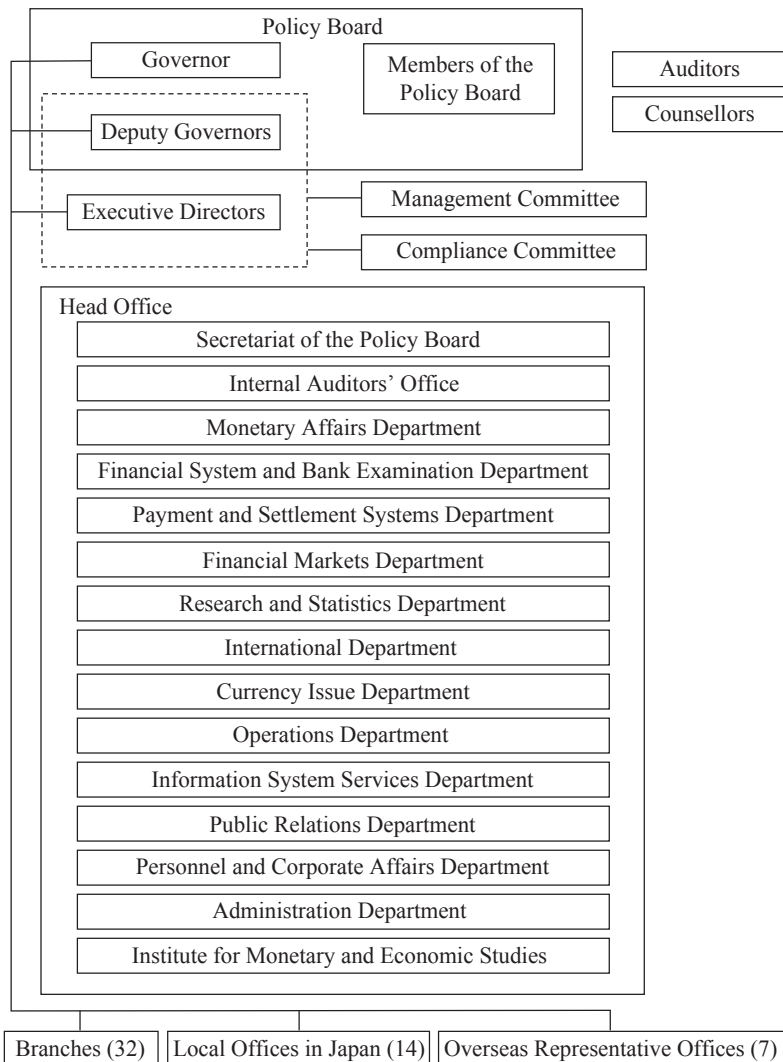 Policy Board
Governor
Members of the
Policy Board
Auditors
Counsellors
Deputy Governors
Executive Directors
Management Committee
Compliance Committee
Head Office
Secretariat of the Policy Board
Internal Auditors’ Office
Monetary Affairs Department
Financial System and Bank Examination Department
Payment and Settlement Systems Department
Financial Markets Department
Research and Statistics Department
International Department
Currency Issue Department
Operations Department
Information System Services Department
Public Relations Department
Personnel and Corporate Affairs Department
Administration Department
Institute for Monetary and Economic Studies
Branches (32)
Local Offices in Japan (14)
Overseas Representative Offices (7)